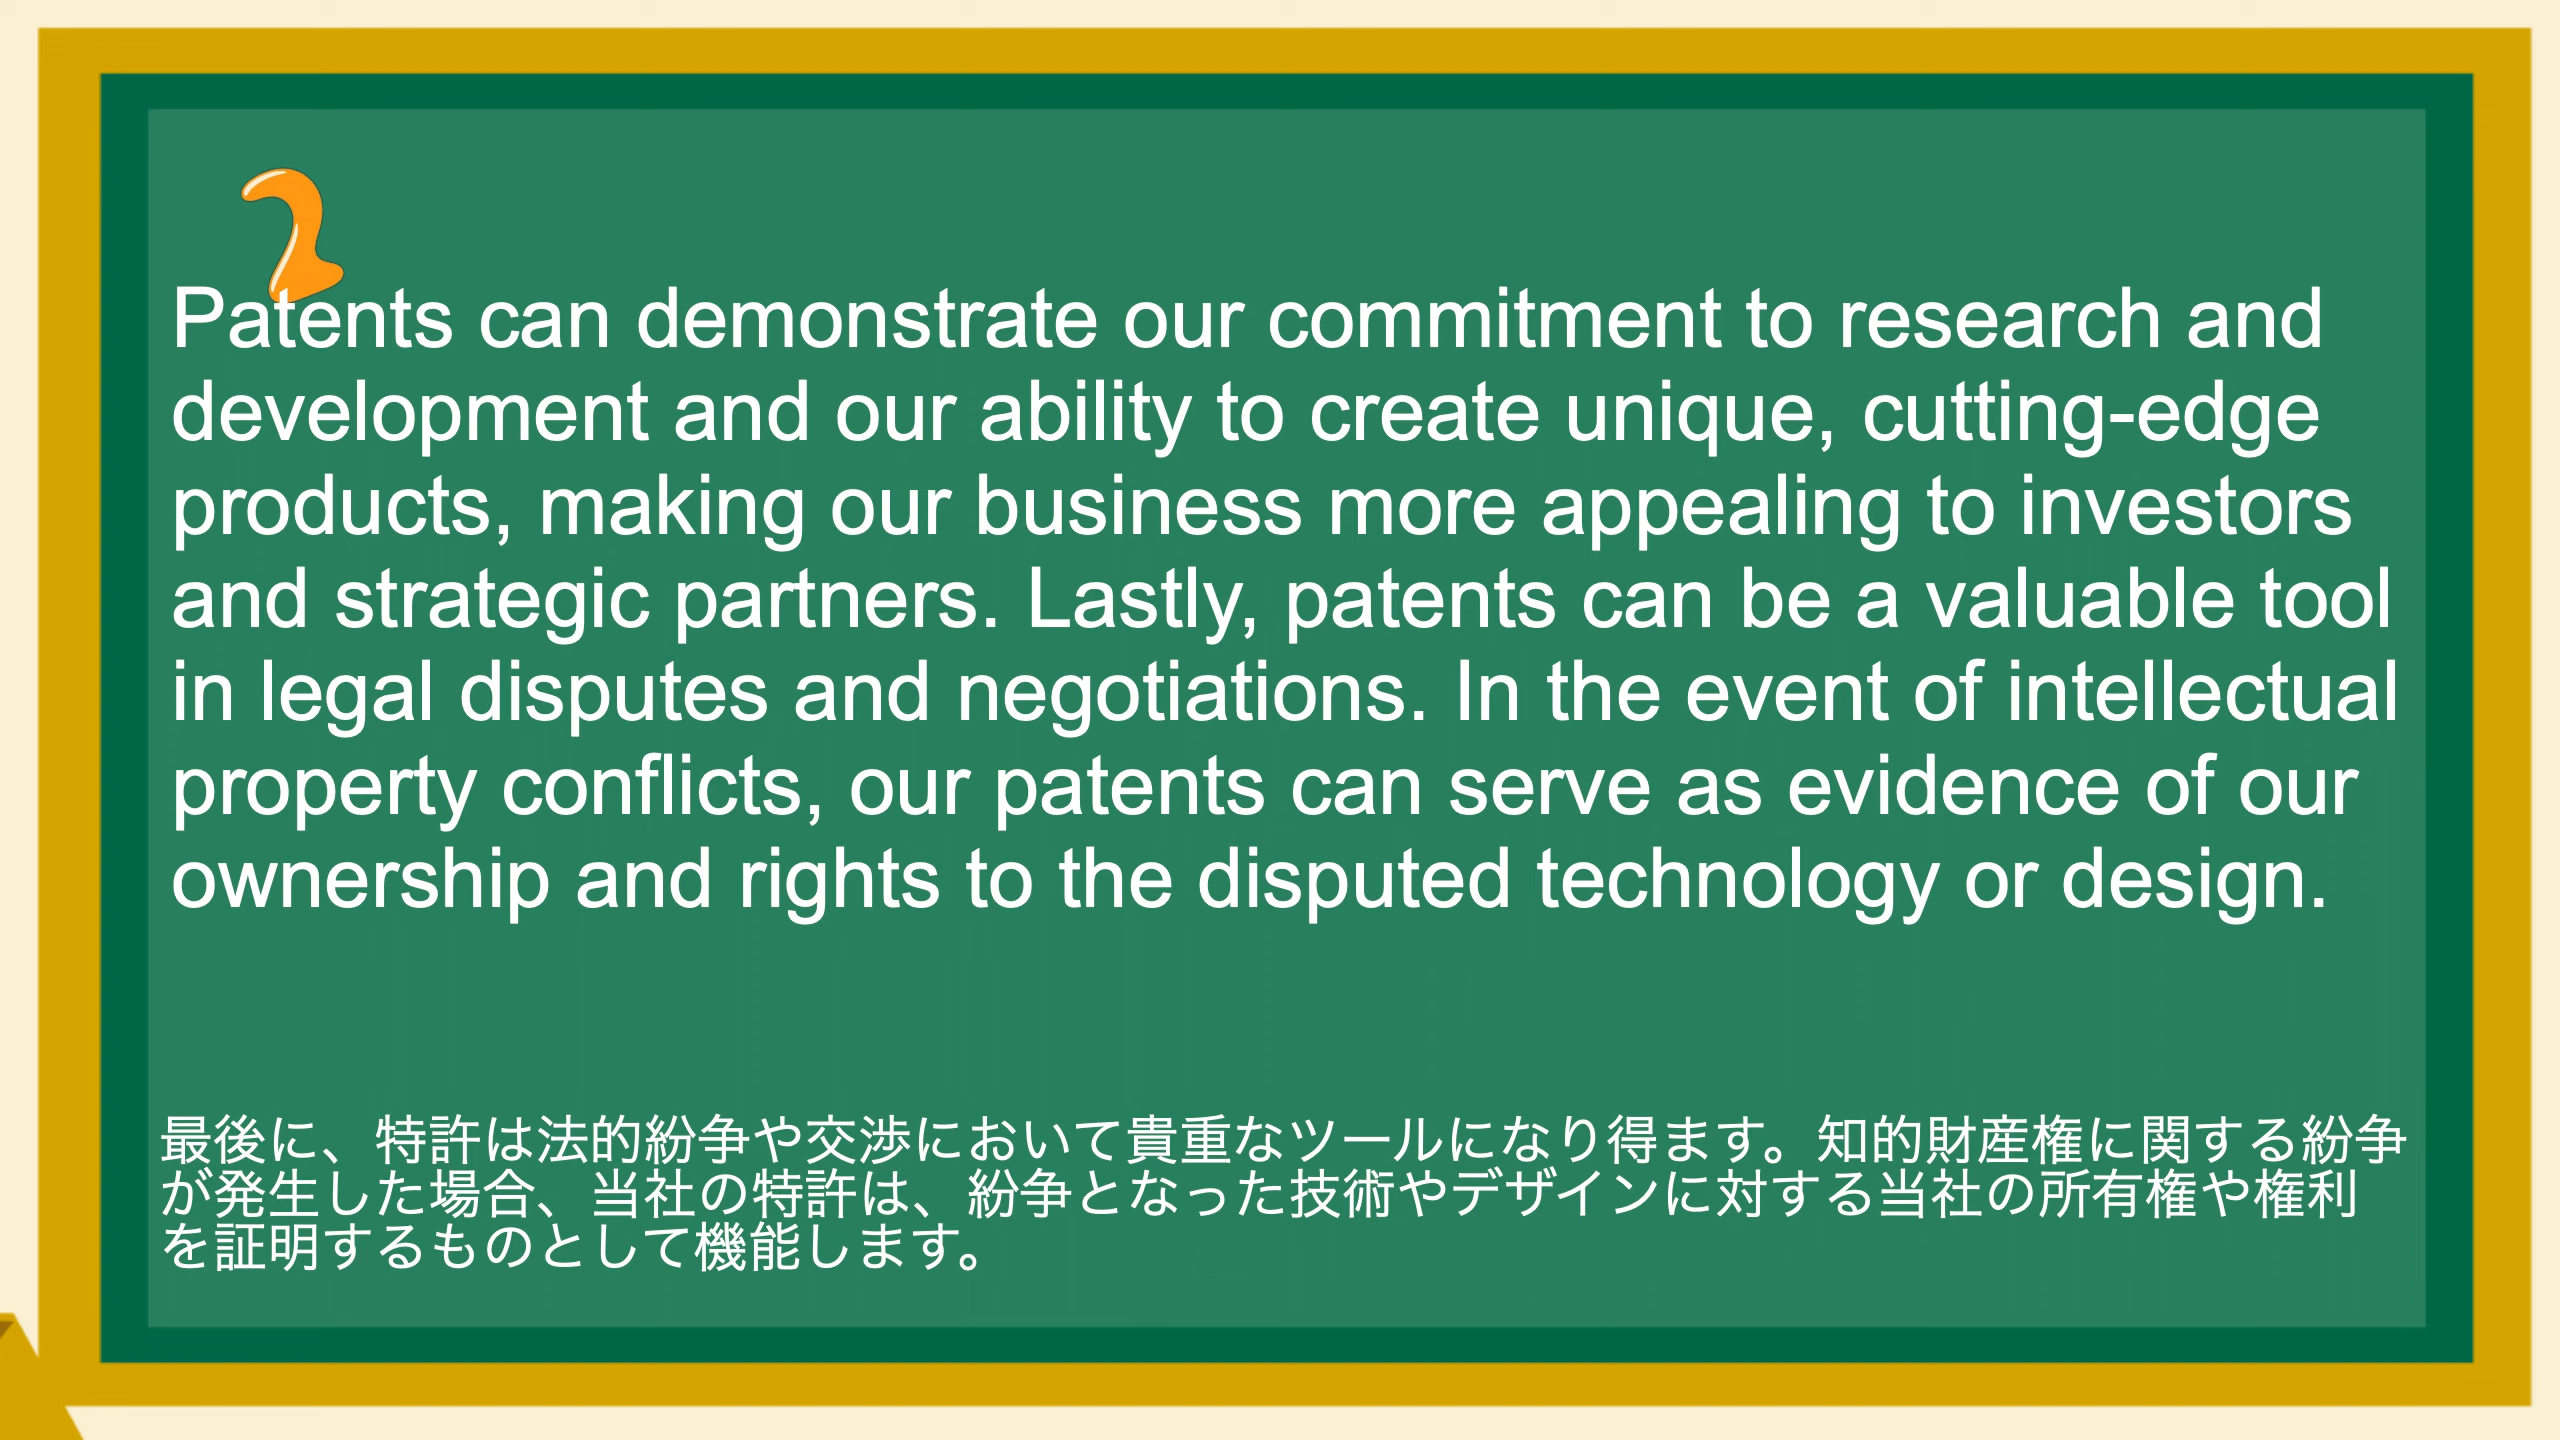 2
Patents can demonstrate our commitment to research and
development and our ability to create unique, cutting-edge
products, making our business more appealing to investors
and strategic partners. Lastly, patents can be a valuable tool
in legal disputes and negotiations. In the event of intellectual
property conflicts, our patents can serve as evidence of our
ownership and rights to the disputed technology or design.
最後に、特許は法的紛争や交渉において貴重なツールになり得ます。知的財産権に関する紛争
が発生した場合、当社の特許は、紛争となった技術やデザインに対する当社の所有権や権利
を証明するものとして機能します。